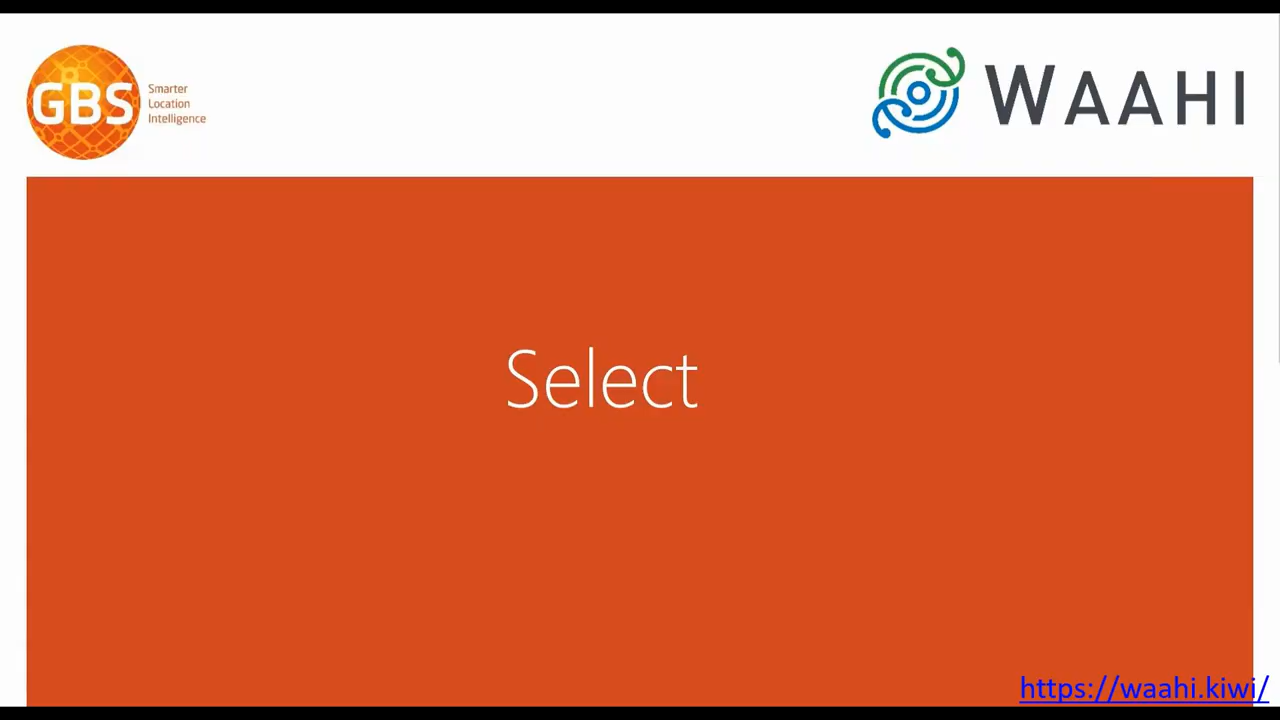 GBS
Smarter
Location
Intelligence
WAAHI
Select
https://waahi.kiwi/